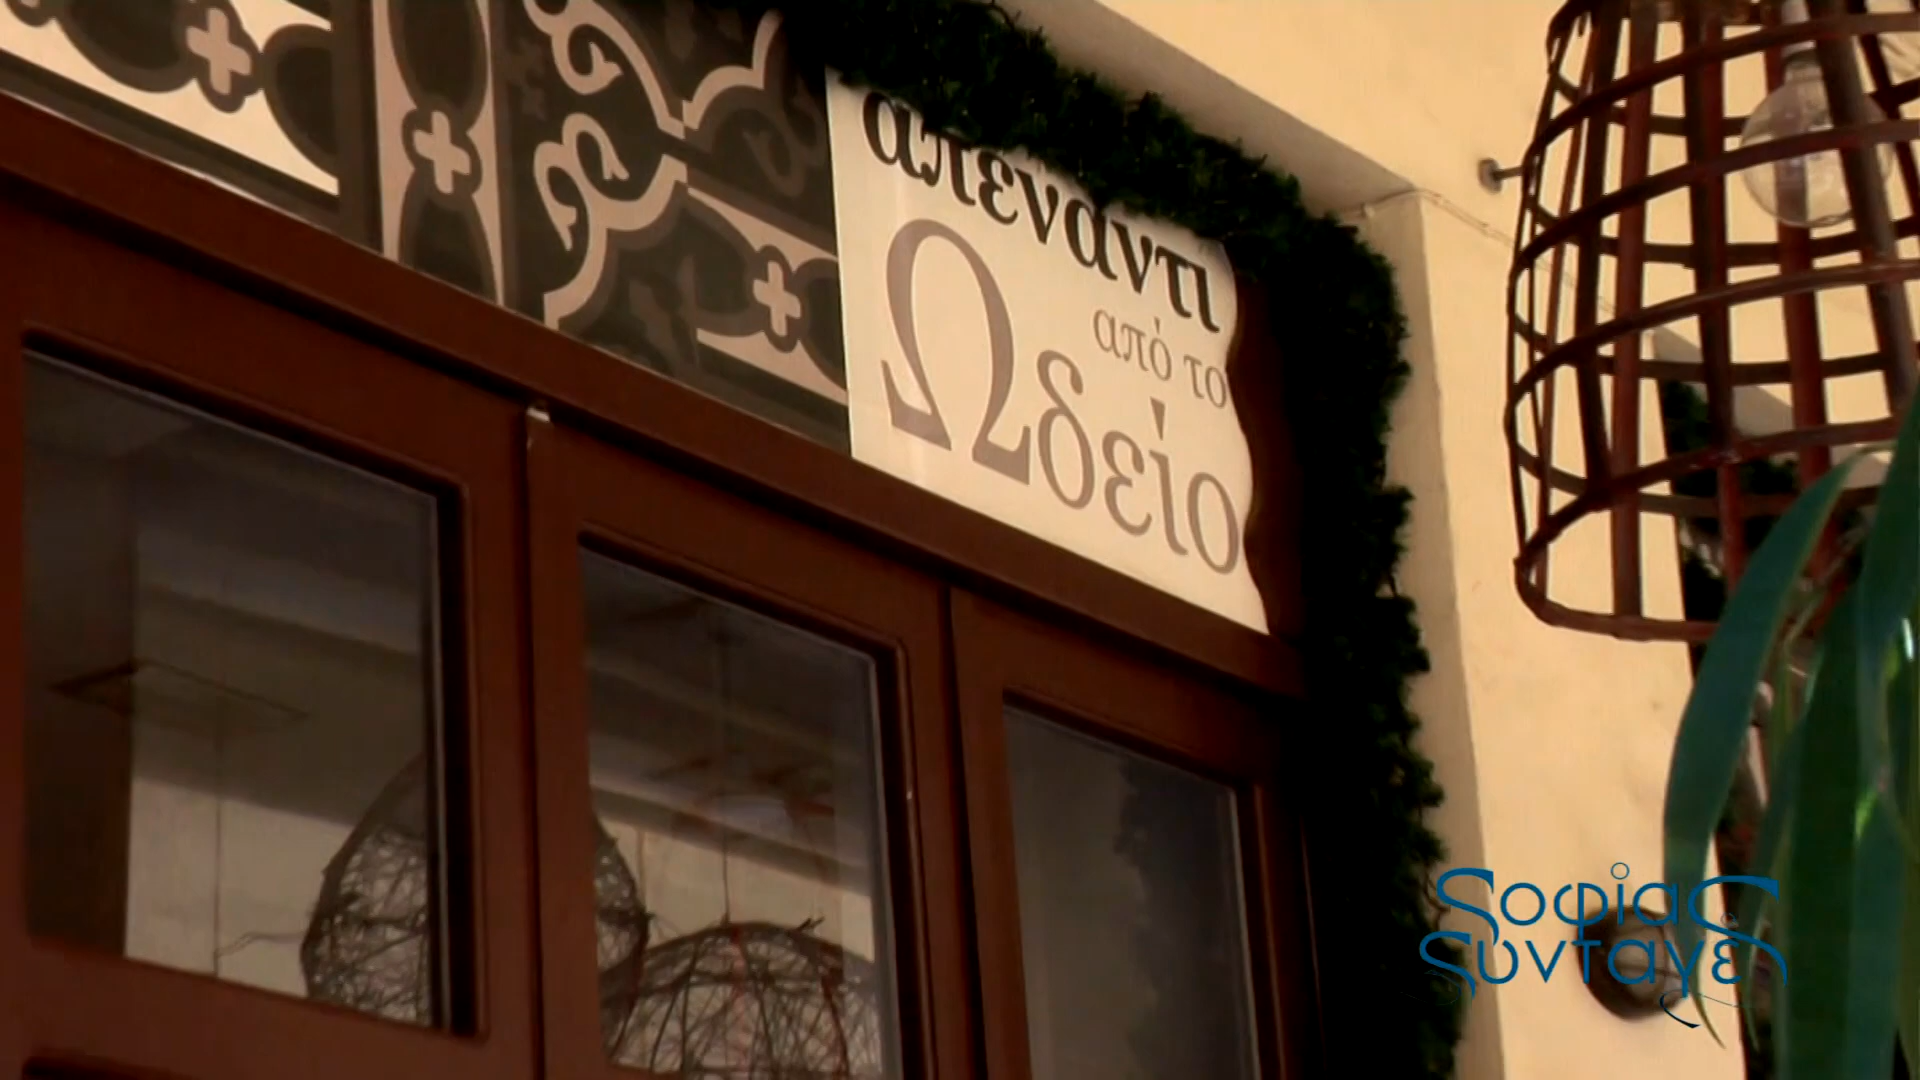 απέναντι
από το
Ωδείο
Σοφίας
Συνταγές